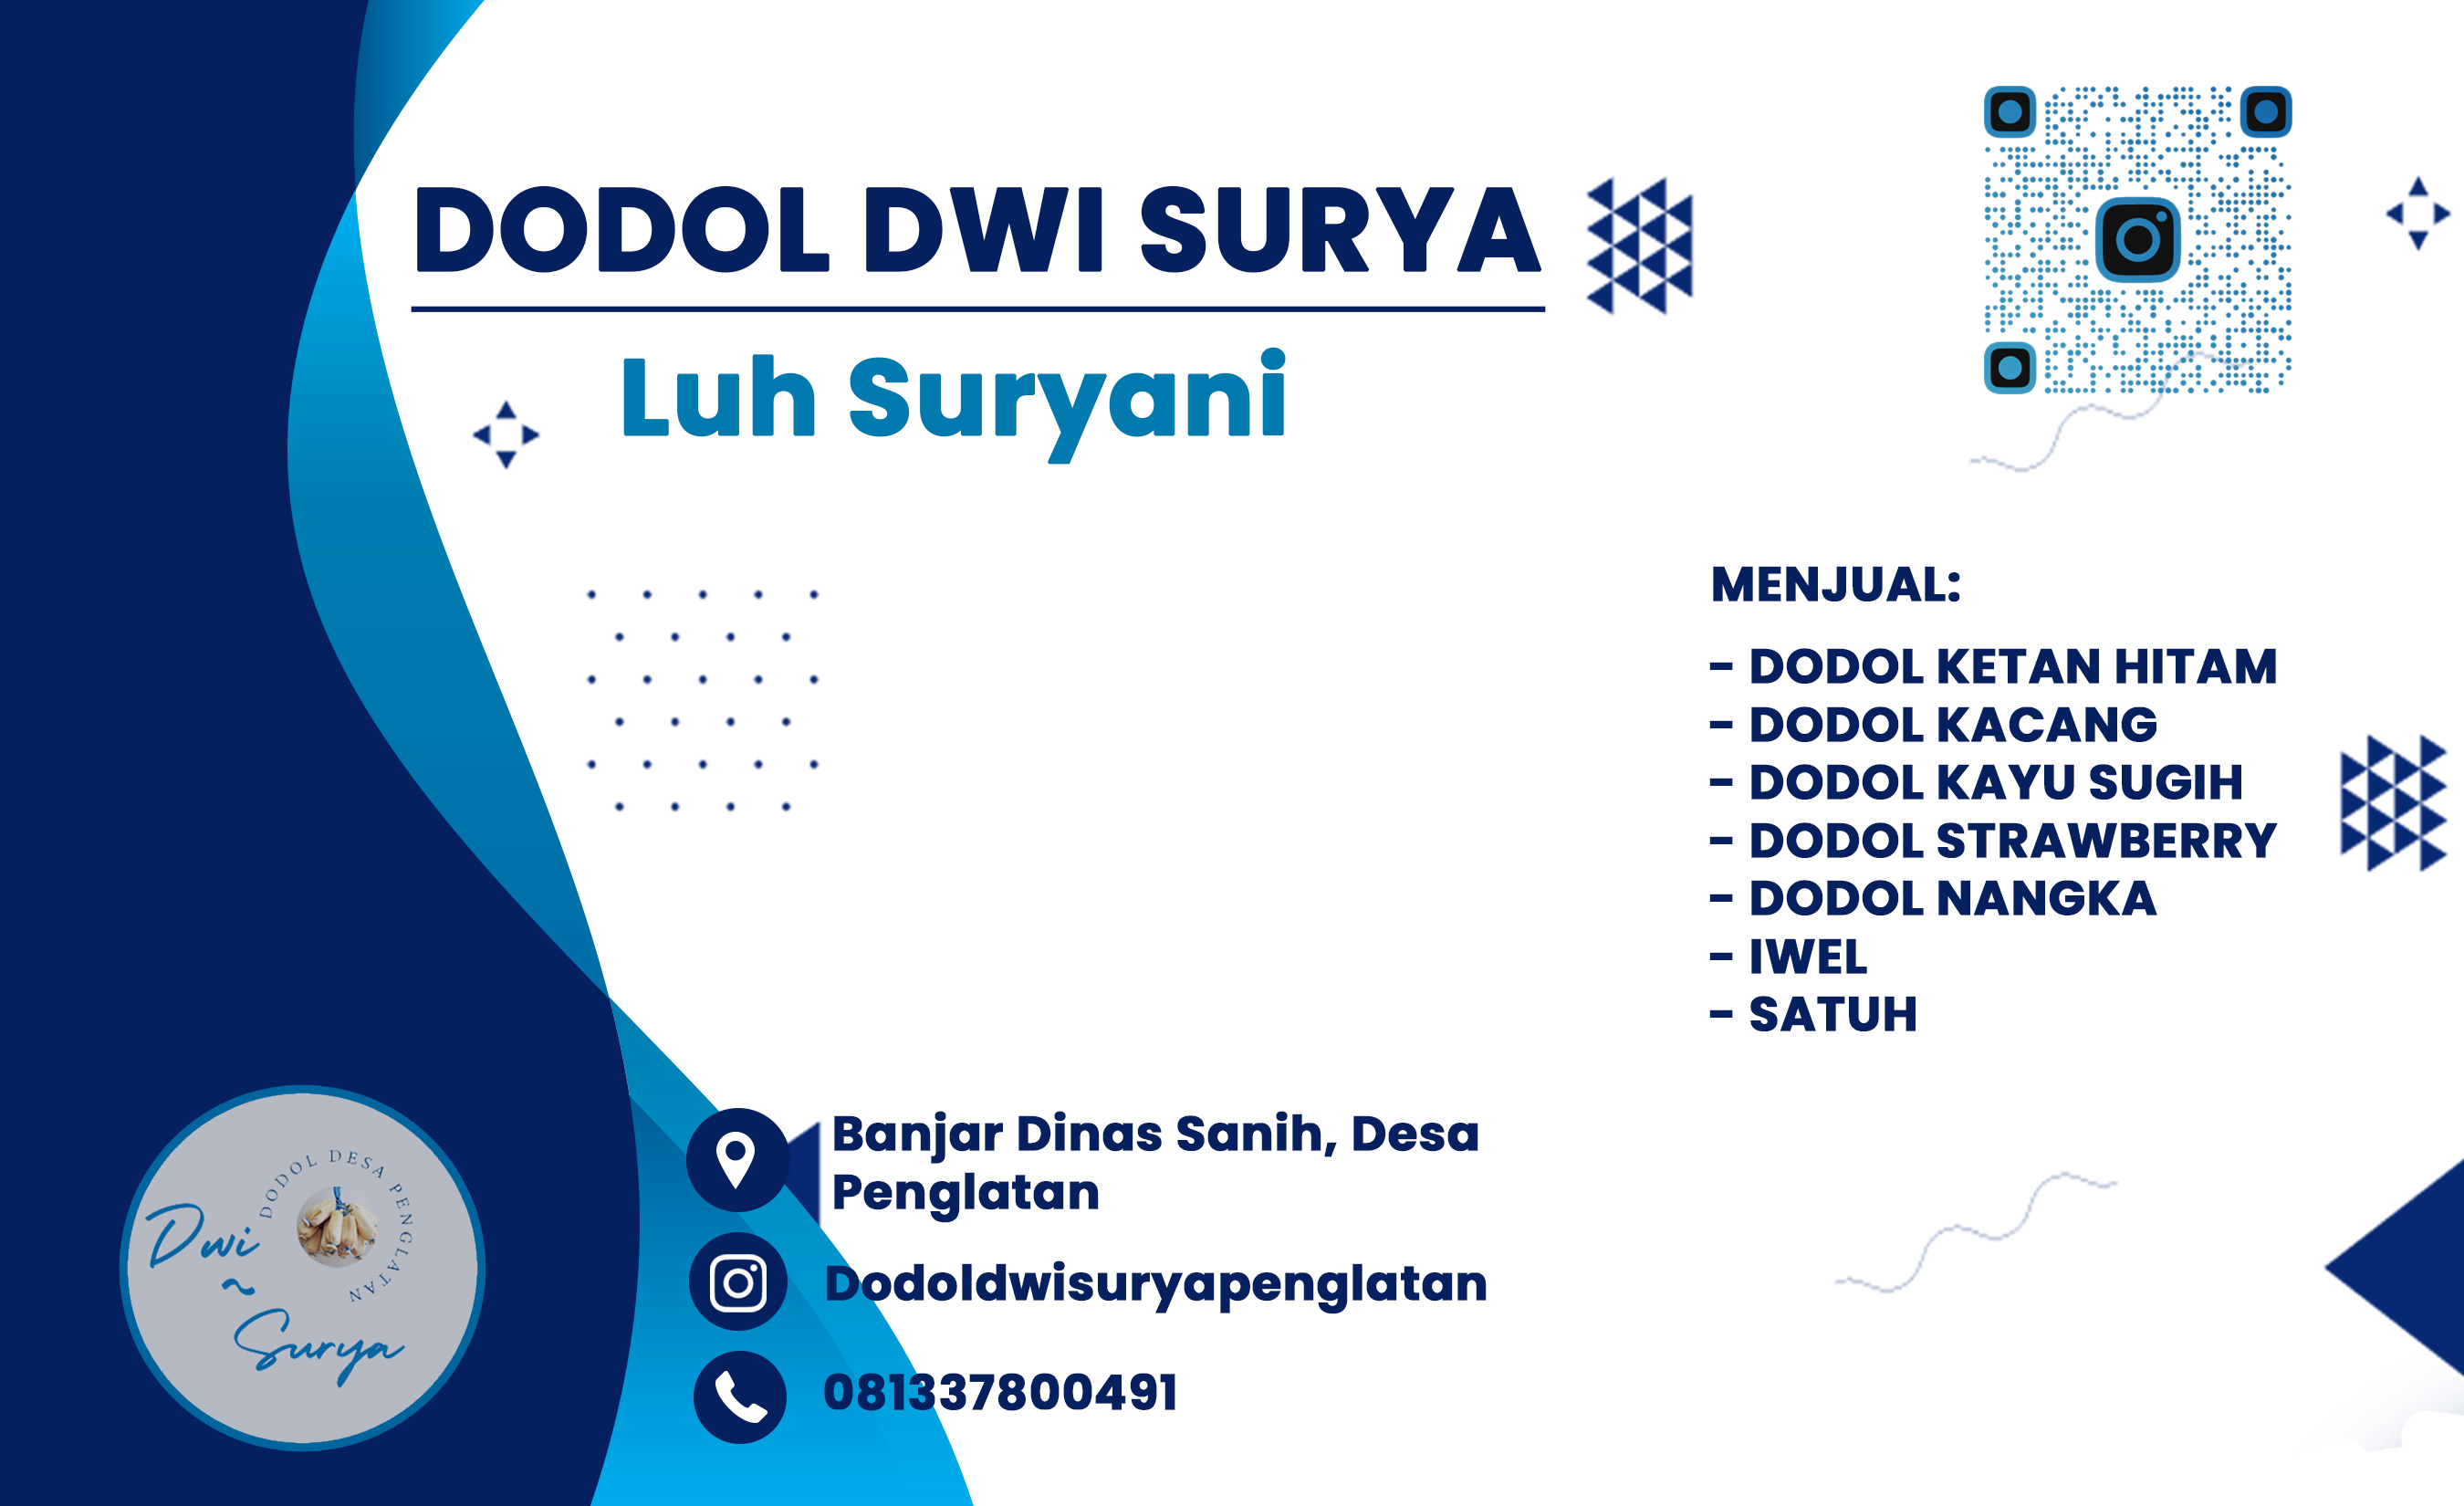 DODOL DWI SURYA
Luh Suryani
MENJUAL:
- DODOL KETAN HITAM
- DODOL KACANG
- DODOL KAYU SUGIH
- DODOL STRAWBERRY
- DODOL NANGKA
- IWEL
- SATUH
Banjar Dinas Sanih, Desa
Penglatan
Dodoldwisuryapenglatan
081337800491
DODOL DESA PENGLATAN
Dwi
~
Surya